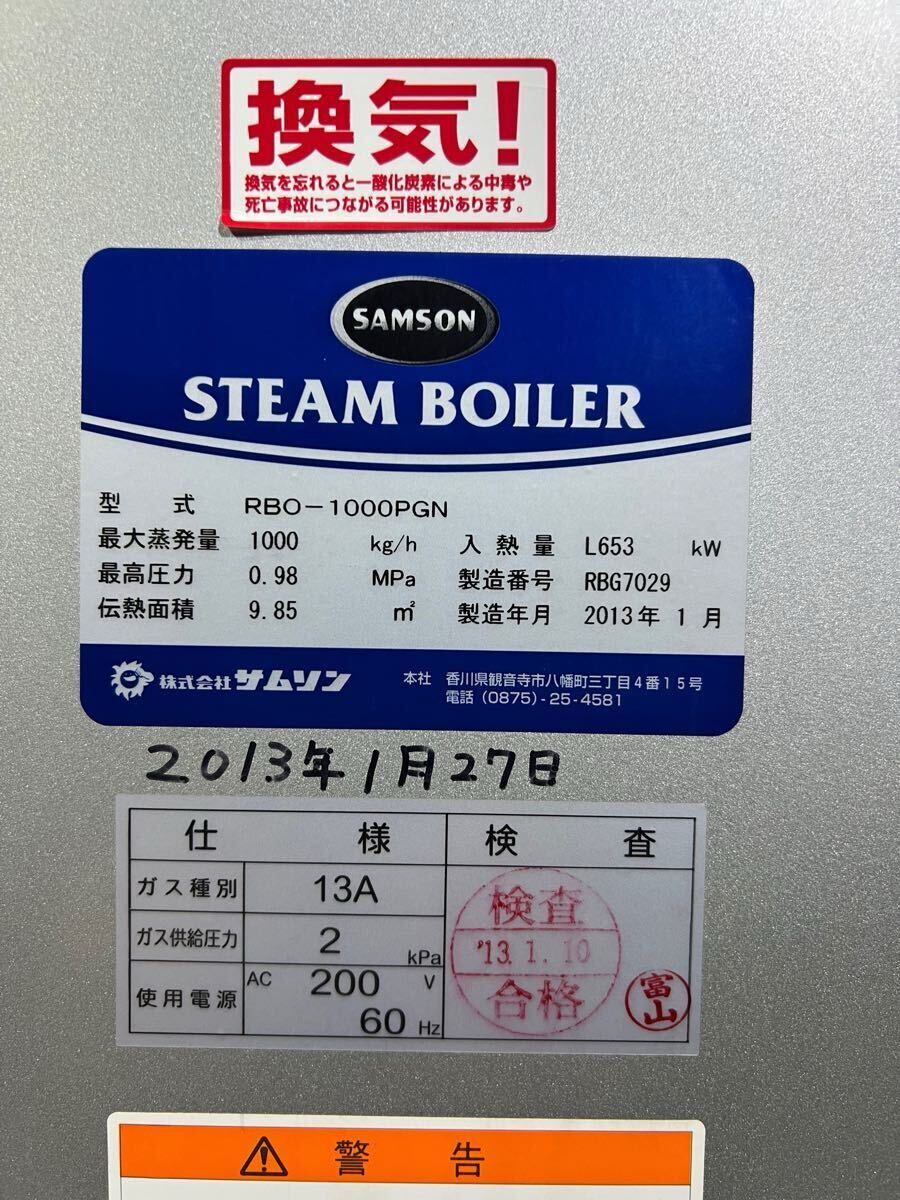 換気!
換気を忘れると一酸化炭素による中毒や
死亡事故につながる可能性があります。
SAMSON
STEAM BOILER
型 式 RBO-1000PGN
最大蒸発量 1000 kg/h 入熱量 L653 kW
最高圧力 0.98 MPa 製造番号 RBG7029
伝熱面積 9.85 ㎡ 製造年月 2013年 1月
株式会社サムソン 本社 香川県観音寺市八幡町三丁目4番15号
電話 (0875)-25-4581
2013年1月27日
仕 様 検 査
ガス種別 13A
ガス供給圧力 2 kPa
使用電源 AC 200 V
60 Hz
検査
'13.1.10
合格
富山
⚠ 警 告